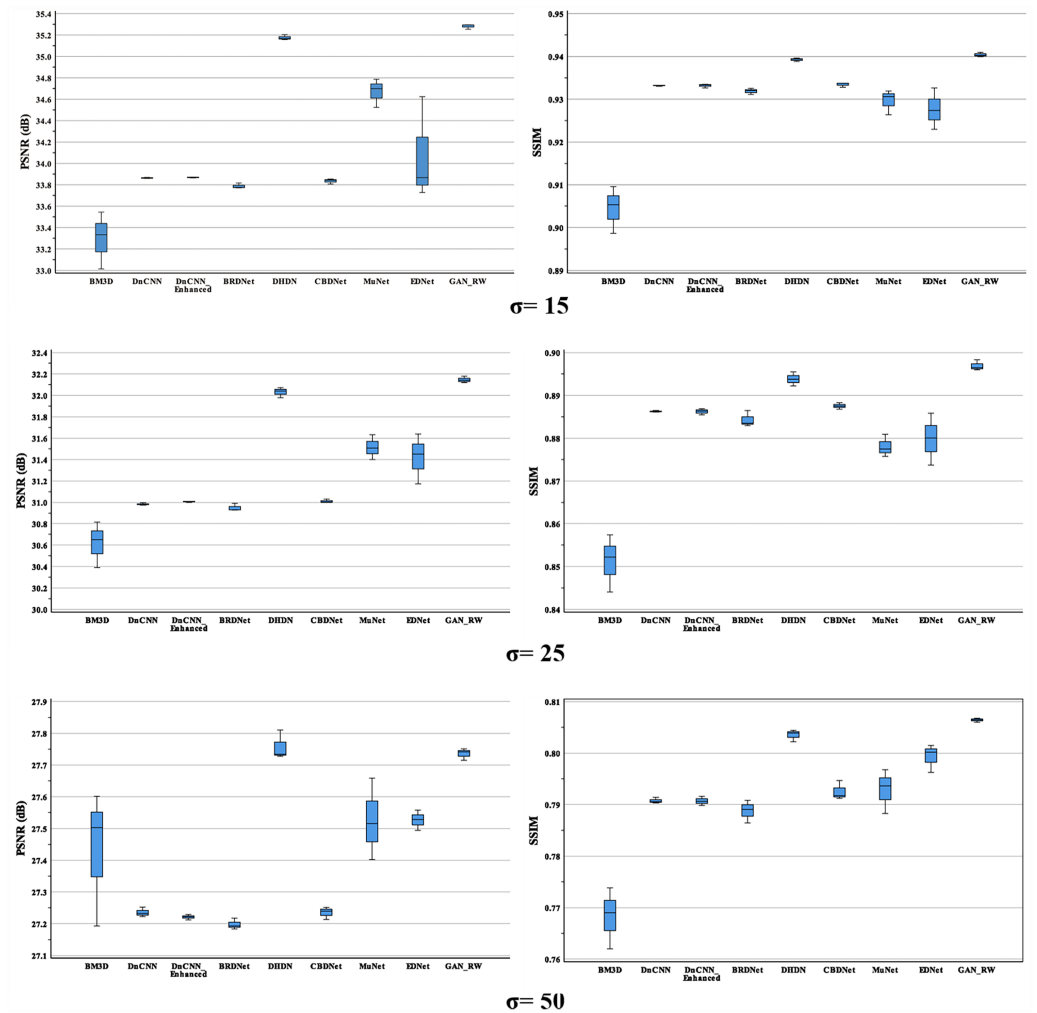 PSNR (dB)
35.4
35.2
35.0
34.8
34.6
34.4
34.2
34.0
33.8
33.6
33.4
33.2
33.0
BM3D DnCNN DnCNN_ BRDNet DHDN CBDNet MuNet EDNet GAN_RW
Enhanced
SSIM
0.95
0.94
0.93
0.92
0.91
0.90
0.89
BM3D DnCNN DnCNN_ BRDNet DHDN CBDNet MuNet EDNet GAN_RW
Enhanced
σ= 15
PSNR (dB)
32.4
32.2
32.0
31.8
31.6
31.4
31.2
31.0
30.8
30.6
30.4
30.2
30.0
BM3D DnCNN DnCNN_ BRDNet DHDN CBDNet MuNet EDNet GAN_RW
Enhanced
SSIM
0.90
0.89
0.88
0.87
0.86
0.85
0.84
BM3D DnCNN DnCNN_ BRDNet DHDN CBDNet MuNet EDNet GAN_RW
Enhanced
σ= 25
PSNR (dB)
27.9
27.8
27.7
27.6
27.5
27.4
27.3
27.2
27.1
BM3D DnCNN DnCNN_ BRDNet DHDN CBDNet MuNet EDNet GAN_RW
Enhanced
SSIM
0.81
0.80
0.79
0.78
0.77
0.76
BM3D DnCNN DnCNN_ BRDNet DHDN CBDNet MuNet EDNet GAN_RW
Enhanced
σ= 50